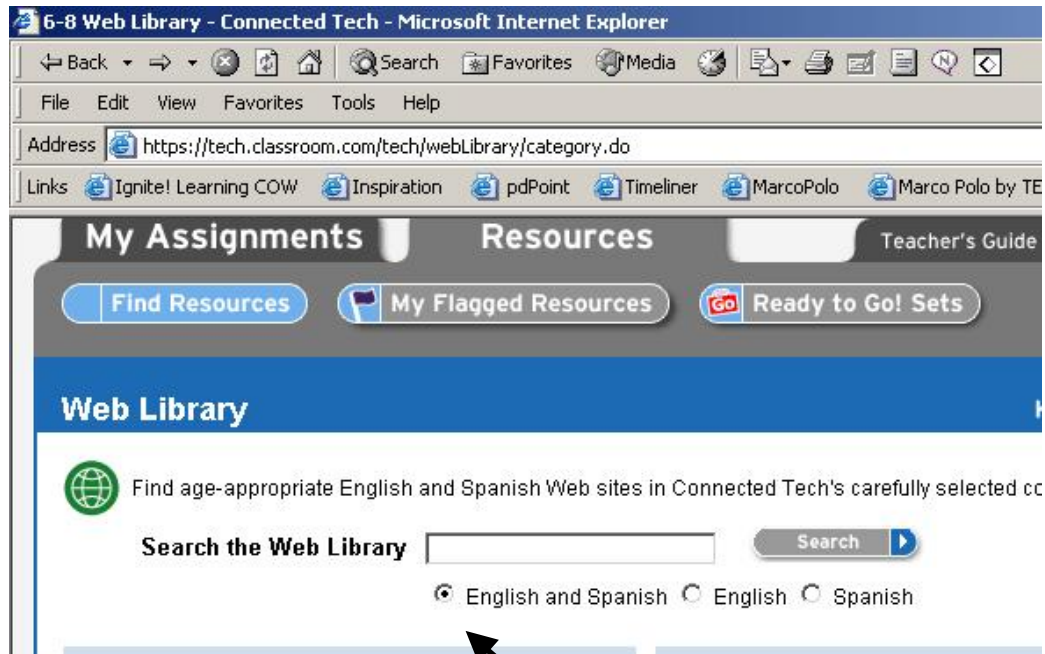 6-8 Web Library - Connected Tech - Microsoft Internet Explorer
Back Search Favorites Media
File Edit View Favorites Tools Help
Address https://tech.classroom.com/tech/webLibrary/category.do
Links Ignite! Learning COW Inspiration pdPoint Timeliner MarcoPolo Marco Polo by TE
My Assignments Resources Teacher's Guide
Find Resources My Flagged Resources Go Ready to Go! Sets
Web Library
Find age-appropriate English and Spanish Web sites in Connected Tech's carefully selected
Search the Web Library Search
English and Spanish English Spanish